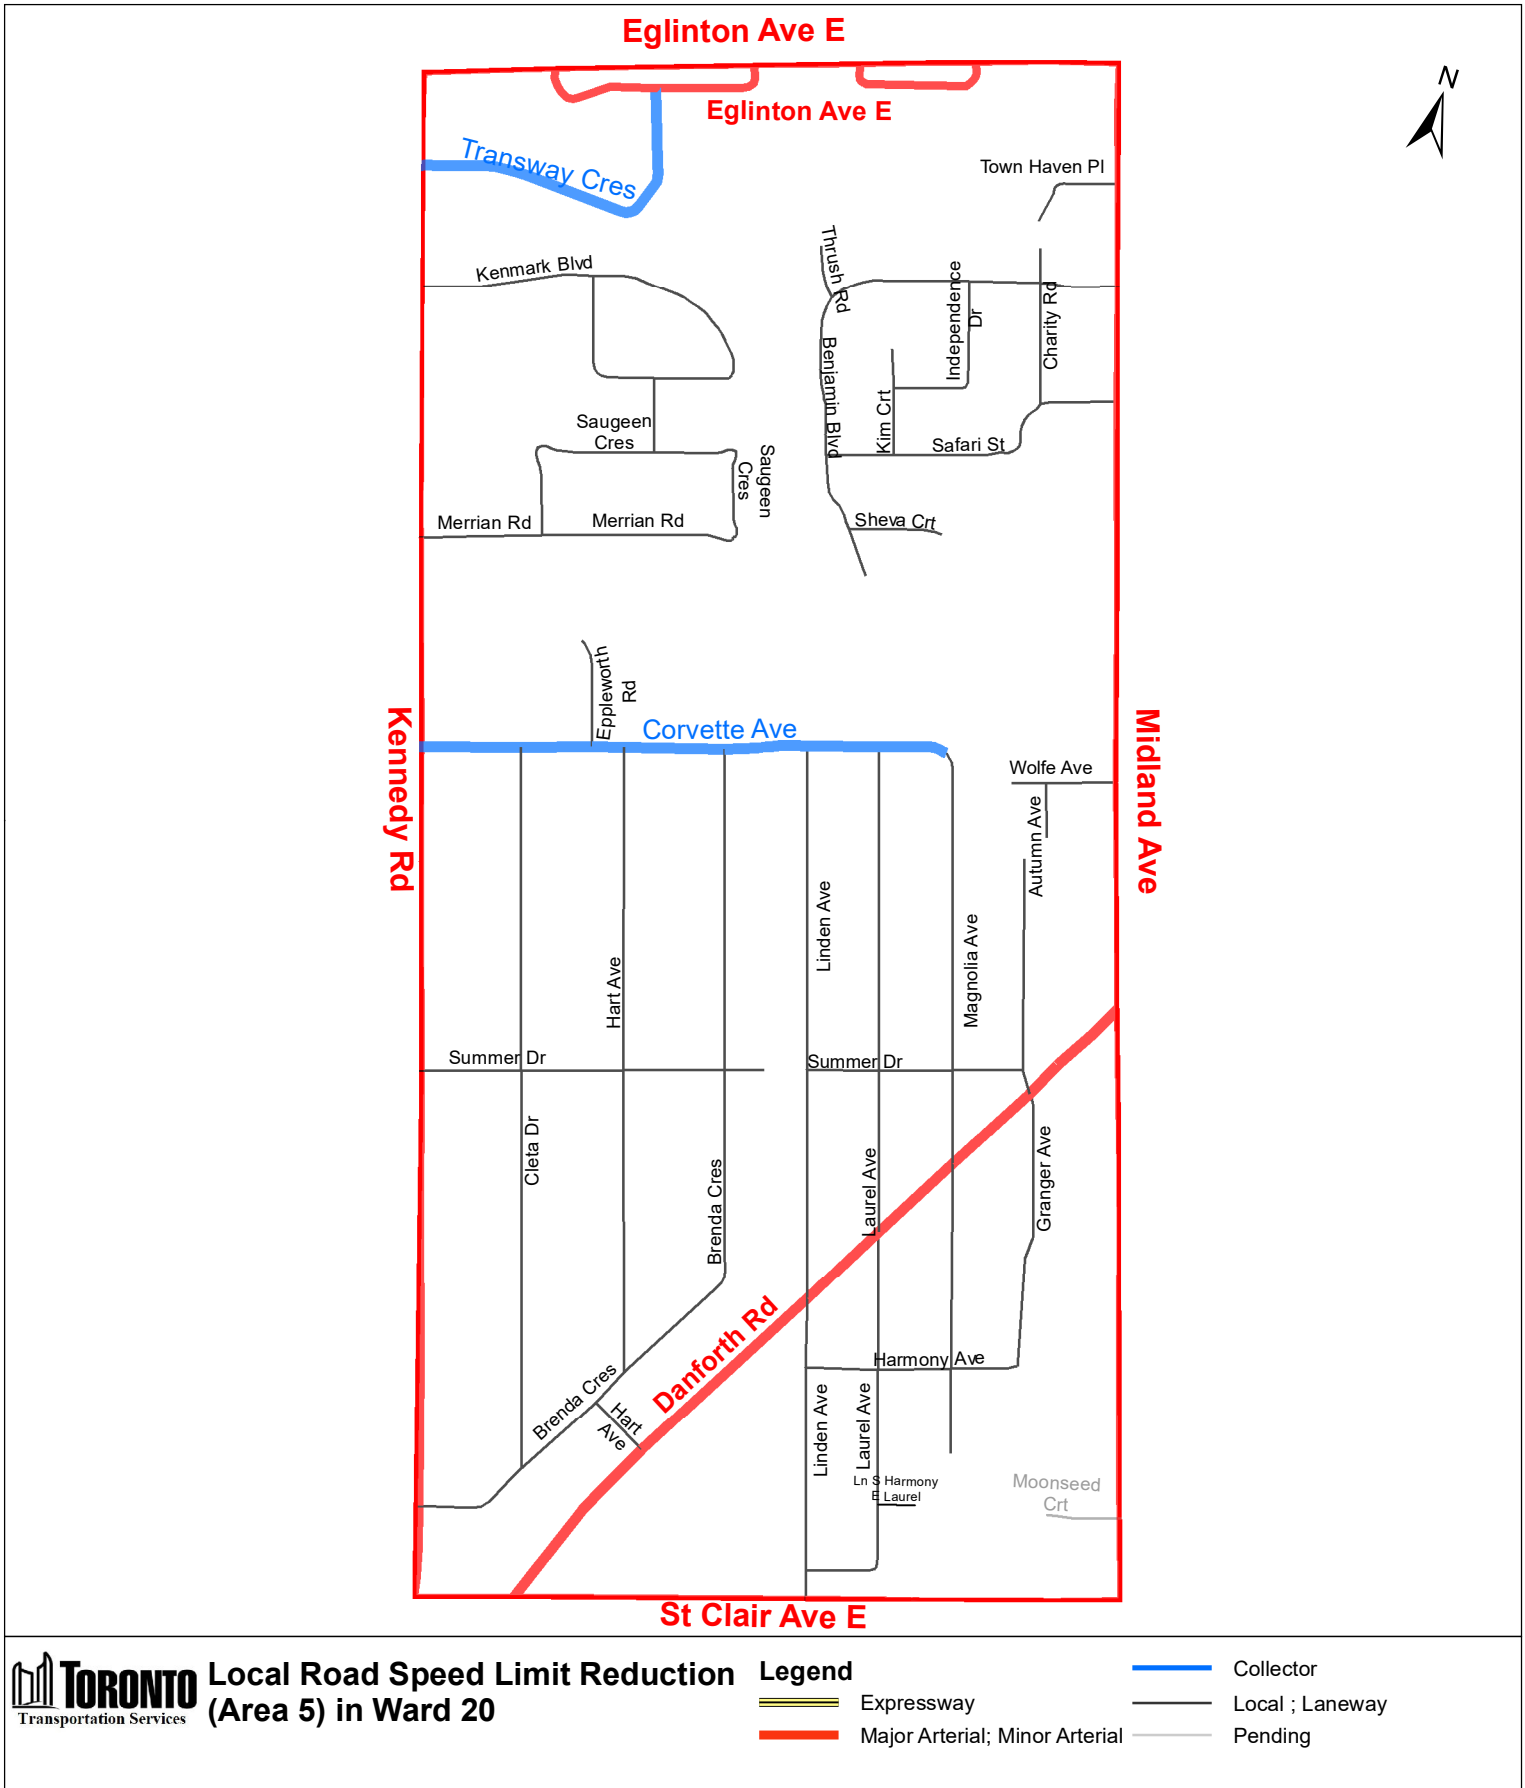 Eglinton Ave E
N
Eglinton Ave E
Transway Cres
Town Haven Pl
Kenmark Blvd
Thrush Rd
Independence
Dr
Charity Rd
Benjamin Blvd
Kim Crt
Saugeen
Cres
Safari St
Saugeen
Cres
Merrian Rd
Merrian Rd
Sheva Crt
Eppleworth
Rd
Corvette Ave
Kennedy Rd
Midland Ave
Wolfe Ave
Autumn Ave
Linden Ave
Magnolia Ave
Hart Ave
Summer Dr
Summer Dr
Cleta Dr
Brenda Cres
Laurel Ave
Granger Ave
Danforth Rd
Harmony Ave
Brenda Cres
Hart
Ave
Linden Ave
Laurel Ave
Ln S Harmony
E Laurel
Moonseed
Crt
St Clair Ave E
TORONTO
Transportation Services
Local Road Speed Limit Reduction
(Area 5) in Ward 20
Legend
Expressway
Major Arterial; Minor Arterial
Collector
Local ; Laneway
Pending